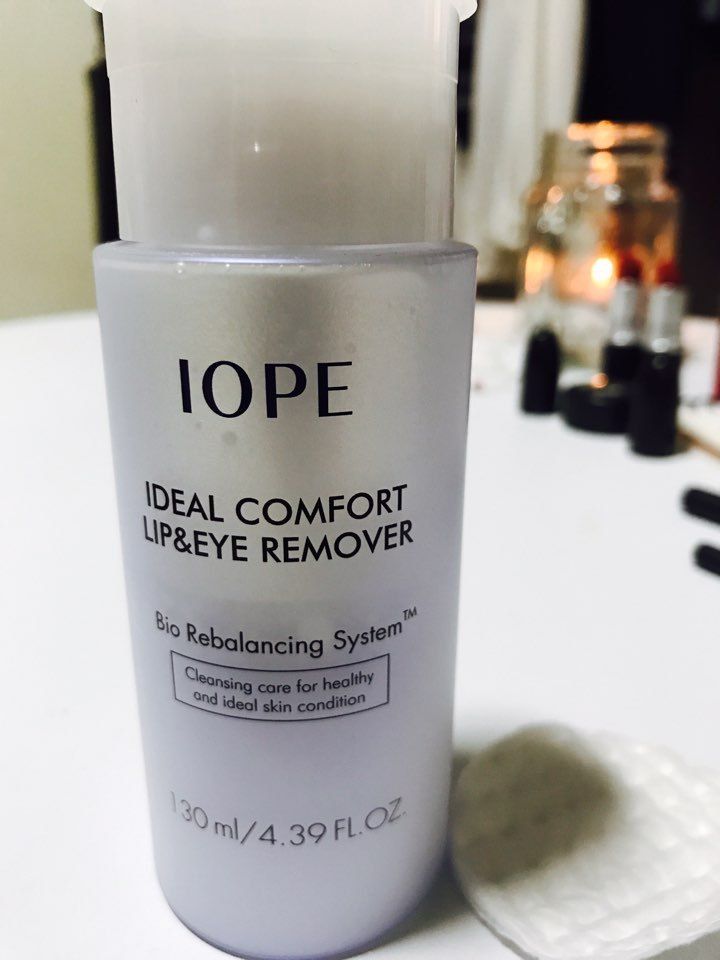 IOPE
IDEAL COMFORT
LIP&EYE REMOVER
Bio Rebalancing System™
Cleansing care for healthy
and ideal skin condition
130 ml/4.39 FL.OZ.